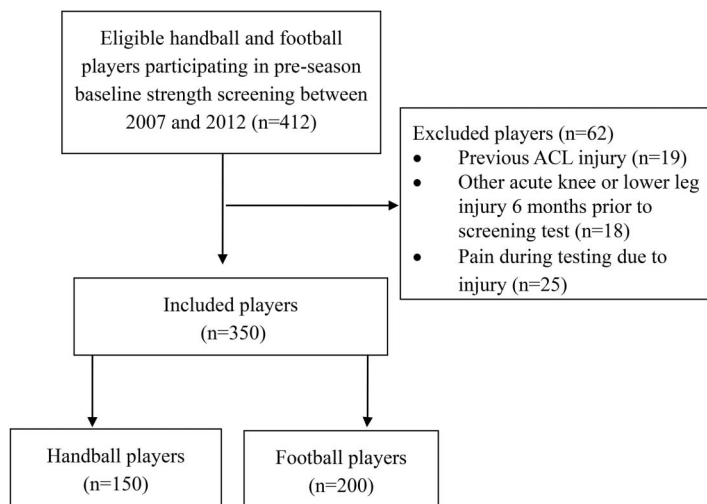 Eligible handball and football
players participating in pre-season
baseline strength screening between
2007 and 2012 (n=412)
Excluded players (n=62)
• Previous ACL injury (n=19)
• Other acute knee or lower leg
injury 6 months prior to
screening test (n=18)
• Pain during testing due to
injury (n=25)
Included players
(n=350)
Handball players
(n=150)
Football players
(n=200)